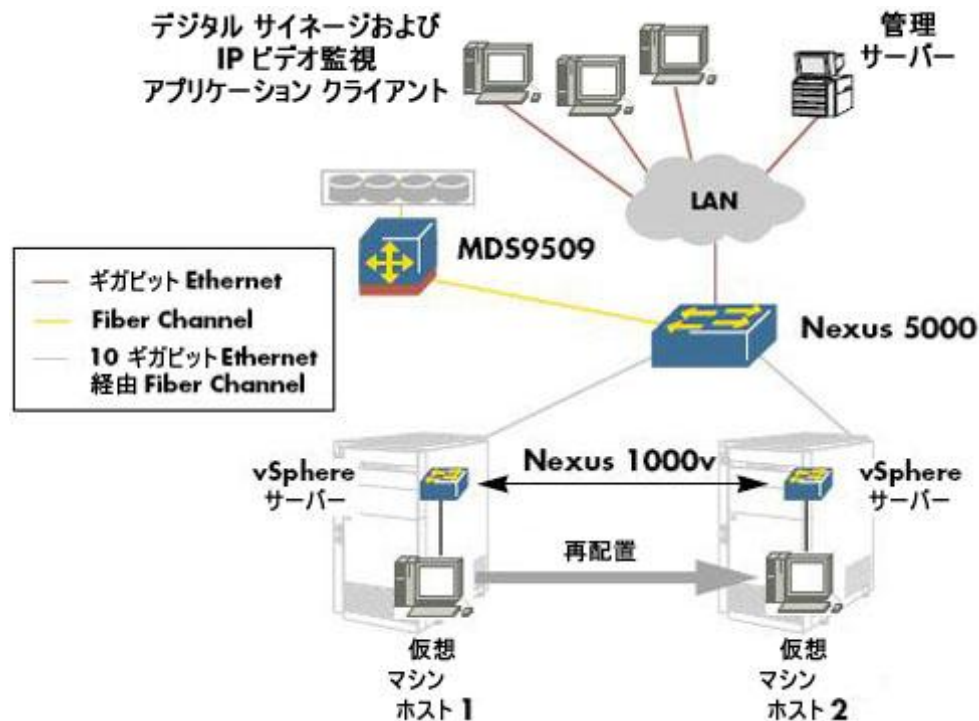 デジタル サイネージおよび
IP ビデオ監視
アプリケーション クライアント
管理
サーバー
LAN
MDS9509
ギガビット Ethernet
Fiber Channel
10 ギガビット Ethernet
経由 Fiber Channel
Nexus 5000
vSphere
サーバー
Nexus 1000v
vSphere
サーバー
再配置
仮想
マシン
ホスト 1
仮想
マシン
ホスト 2